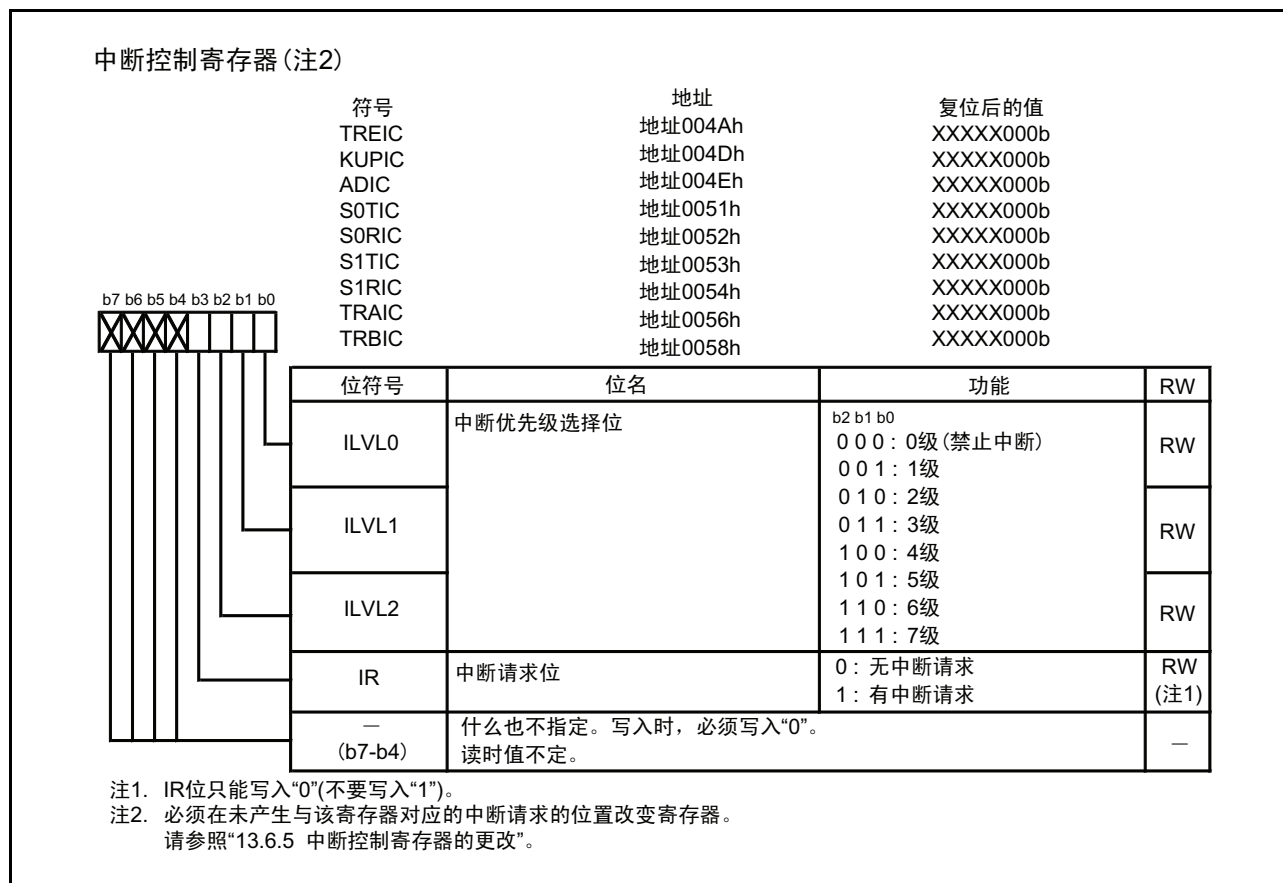 中断控制寄存器(注2)
符号 地址 复位后的值
TREIC 地址004Ah XXXXX000b
KUPIC 地址004Dh XXXXX000b
ADIC 地址004Eh XXXXX000b
S0TIC 地址0051h XXXXX000b
S0RIC 地址0052h XXXXX000b
S1TIC 地址0053h XXXXX000b
S1RIC 地址0054h XXXXX000b
TRAIC 地址0056h XXXXX000b
TRBIC 地址0058h XXXXX000b
b7 b6 b5 b4 b3 b2 b1 b0
位符号 位名 功能 RW
ILVL0 中断优先级选择位 b2 b1 b0 RW
0 0 0:0级(禁止中断)
0 0 1:1级
0 1 0:2级
ILVL1 0 1 1:3级 RW
1 0 0:4级
1 0 1:5级
ILVL2 1 1 0:6级 RW
1 1 1:7级
IR 中断请求位 0:无中断请求 RW
1:有中断请求 (注1)
— 什么也不指定。写入时,必须写入“0”。 —
(b7-b4) 读时值不定。
注1. IR位只能写入“0”(不要写入“1”)。
注2. 必须在未产生与该寄存器对应的中断请求的位置改变寄存器。
请参照“13.6.5 中断控制寄存器的更改”。